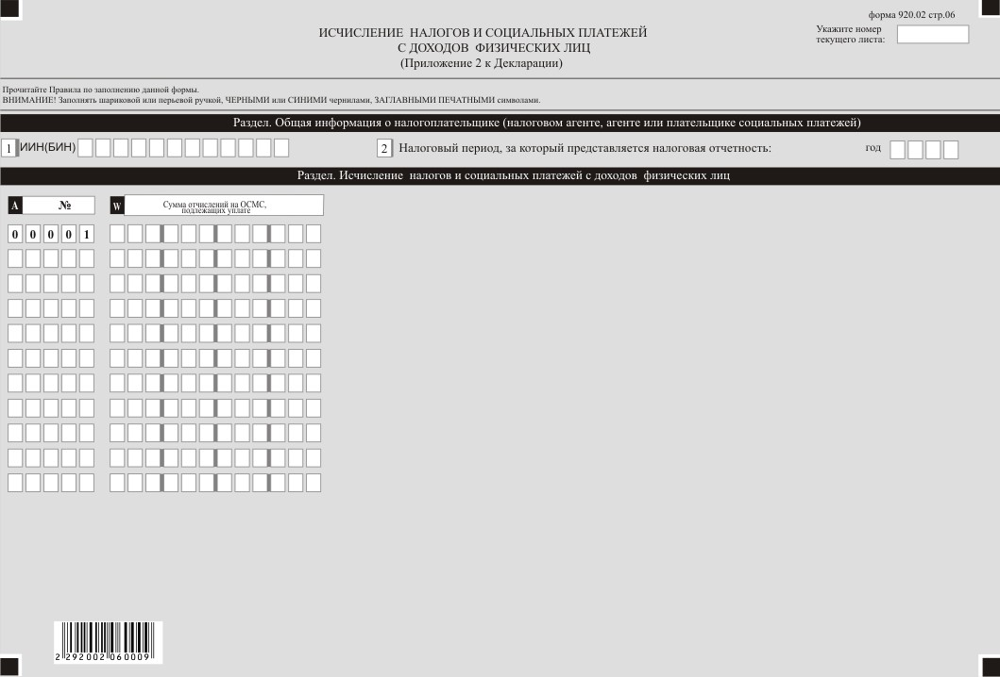 форма 920.02 стр.06
ИСЧИСЛЕНИЕ НАЛОГОВ И СОЦИАЛЬНЫХ ПЛАТЕЖЕЙ
С ДОХОДОВ ФИЗИЧЕСКИХ ЛИЦ
(Приложение 2 к Декларации)
Укажите номер
текущего листа:
Прочитайте Правила по заполнению данной формы.
ВНИМАНИЕ! Заполнять шариковой или перьевой ручкой, ЧЕРНЫМИ или СИНИМИ чернилами, ЗАГЛАВНЫМИ ПЕЧАТНЫМИ символами.
Раздел. Общая информация о налогоплательщике (налоговом агенте, агенте или плательщике социальных платежей)
1 ИИН(БИН) 2 Налоговый период, за который представляется налоговая отчетность: год
Раздел. Исчисление налогов и социальных платежей с доходов физических лиц
A № W Сумма отчислений на ОСМС,
подлежащих уплате
0 0 0 0 1
2 292002 060009